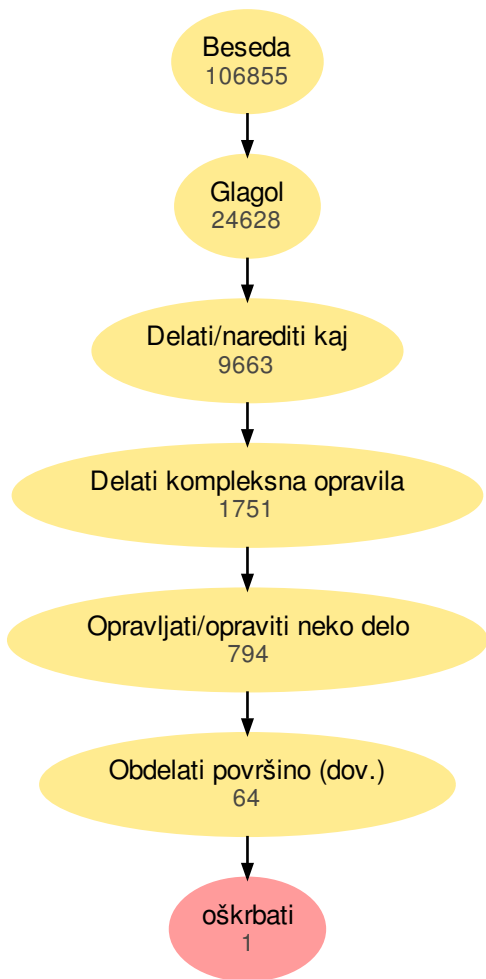 Beseda
106855
Glagol
24628
Delati/narediti kaj
9663
Delati kompleksna opravila
1751
Opravljati/opraviti neko delo
794
Obdelati površino (dov.)
64
oškrbati
1